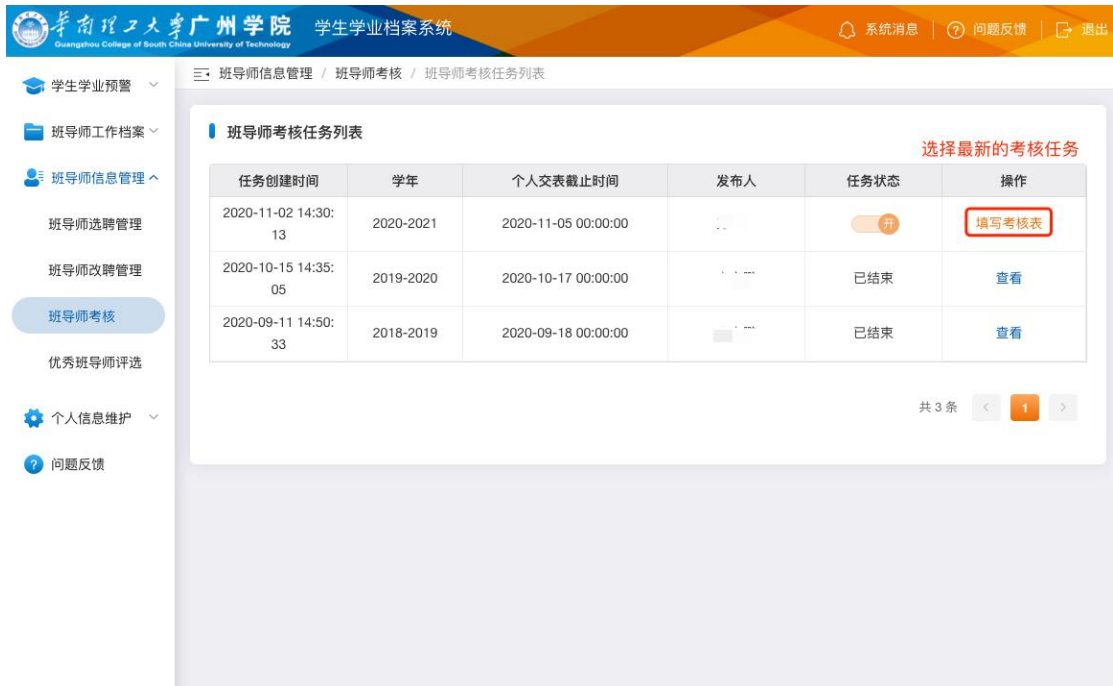 华南理工大学广州学院 学生学业档案系统 系统消息 问题反馈 退出
Guangzhou College of South China University of Technology
学生学业预警
班导师工作档案
班导师信息管理
班导师选聘管理
班导师改聘管理
班导师考核
优秀班导师评选
个人信息维护
问题反馈
班导师信息管理 / 班导师考核 / 班导师考核任务列表
班导师考核任务列表
选择最新的考核任务
任务创建时间 学年 个人交表截止时间 发布人 任务状态 操作
2020-11-02 14:30:
13 2020-2021 2020-11-05 00:00:00 开 填写考核表
2020-10-15 14:35:
05 2019-2020 2020-10-17 00:00:00 已结束 查看
2020-09-11 14:50:
33 2018-2019 2020-09-18 00:00:00 已结束 查看
共 3 条 < 1 >